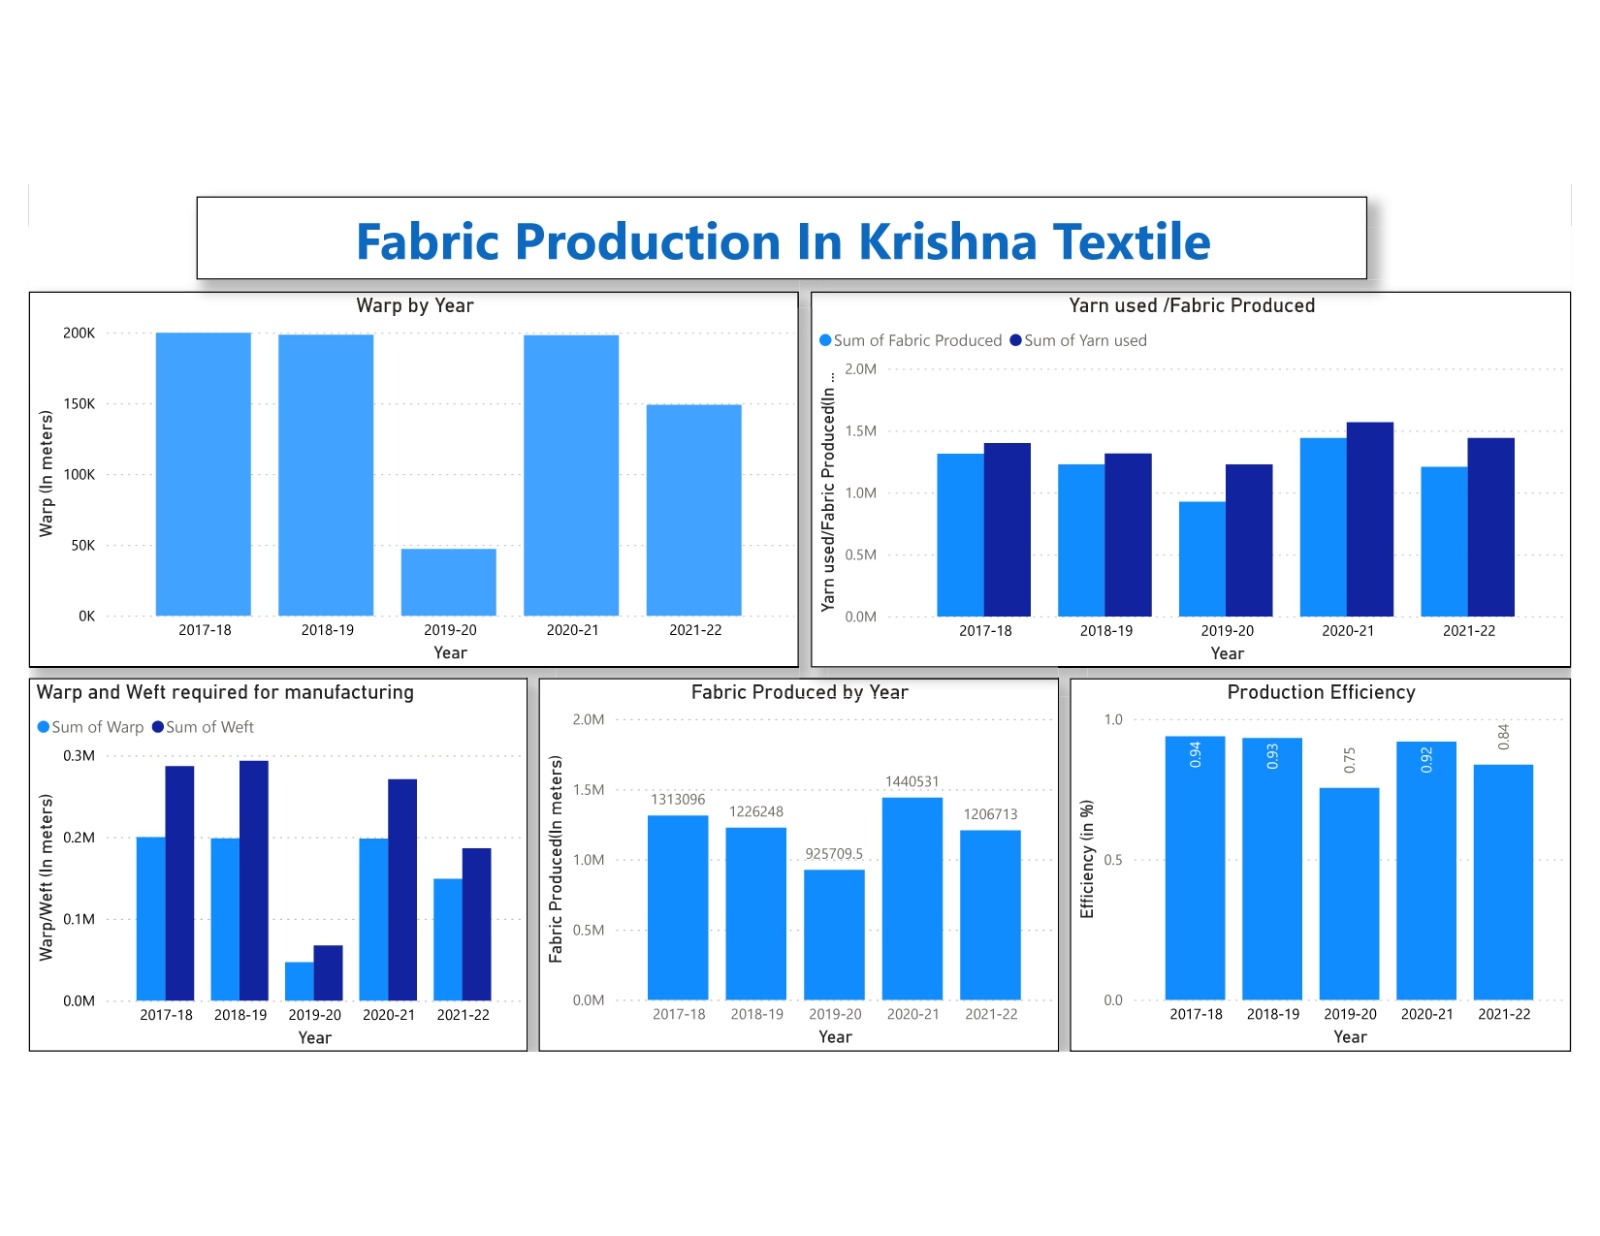 Fabric Production In Krishna Textile
Warp by Year
Warp (In meters)
200K
150K
100K
50K
0K
2017-18 2018-19 2019-20 2020-21 2021-22
Year
Yarn used /Fabric Produced
Sum of Fabric Produced Sum of Yarn used
Yarn used/Fabric Produced(In ...
2.0M
1.5M
1.0M
0.5M
0.0M
2017-18 2018-19 2019-20 2020-21 2021-22
Year
Warp and Weft required for manufacturing
Sum of Warp Sum of Weft
Warp/Weft (In meters)
0.3M
0.2M
0.1M
0.0M
2017-18 2018-19 2019-20 2020-21 2021-22
Year
Fabric Produced by Year
Fabric Produced(In meters)
2.0M
1.5M
1.0M
0.5M
0.0M
1313096 1226248 925709.5 1440531 1206713
2017-18 2018-19 2019-20 2020-21 2021-22
Year
Production Efficiency
Efficiency (in %)
1.0
0.5
0.0
0.94 0.93 0.75 0.92 0.84
2017-18 2018-19 2019-20 2020-21 2021-22
Year